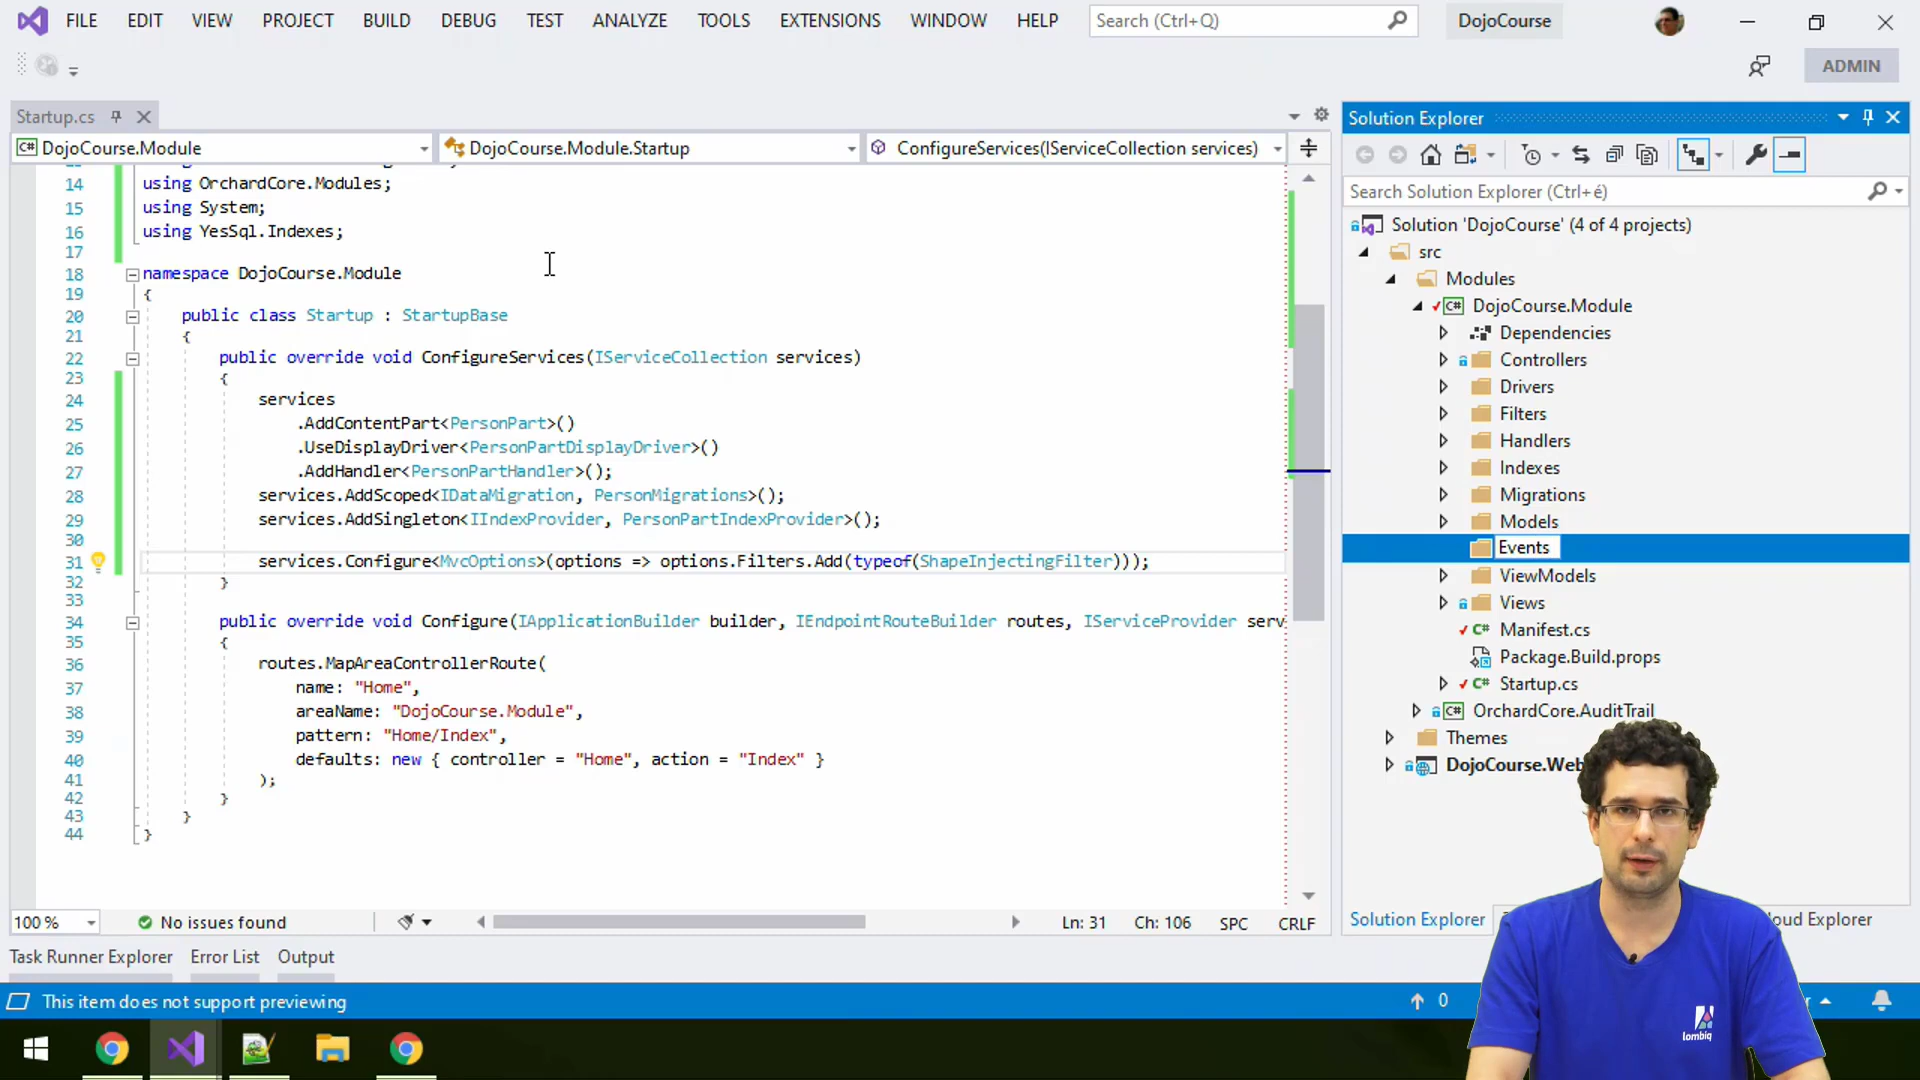 FILE EDIT VIEW PROJECT BUILD DEBUG TEST ANALYZE TOOLS EXTENSIONS WINDOW HELP Search (Ctrl+Q) DojoCourse
ADMIN
Startup.cs
DojoCourse.Module DojoCourse.Module.Startup ConfigureServices(IServiceCollection services)
14 using OrchardCore.Modules;
15 using System;
16 using YesSql.Indexes;
17
18 namespace DojoCourse.Module
19 {
20 public class Startup : StartupBase
21 {
22 public override void ConfigureServices(IServiceCollection services)
23 {
24 services
25 .AddContentPart<PersonPart>()
26 .UseDisplayDriver<PersonPartDisplayDriver>()
27 .AddHandler<PersonPartHandler>();
28 services.AddScoped<IDataMigration, PersonMigrations>();
29 services.AddSingleton<IIndexProvider, PersonPartIndexProvider>();
30
31 services.Configure<MvcOptions>(options => options.Filters.Add(typeof(ShapeInjectingFilter)));
32 }
33
34 public override void Configure(IApplicationBuilder builder, IEndpointRouteBuilder routes, IServiceProvider serv
35 {
36 routes.MapAreaControllerRoute(
37 name: "Home",
38 areaName: "DojoCourse.Module",
39 pattern: "Home/Index",
40 defaults: new { controller = "Home", action = "Index" }
41 );
42 }
43 }
44 }
100 % No issues found Ln: 31 Ch: 106 SPC CRLF
Task Runner Explorer Error List Output
This item does not support previewing
0
Solution Explorer
Search Solution Explorer (Ctrl+é)
Solution 'DojoCourse' (4 of 4 projects)
src
Modules
DojoCourse.Module
Dependencies
Controllers
Drivers
Filters
Handlers
Indexes
Migrations
Models
Events
ViewModels
Views
Manifest.cs
Package.Build.props
Startup.cs
OrchardCore.AuditTrail
Themes
DojoCourse.Web
Solution Explorer loud Explorer
lombiq